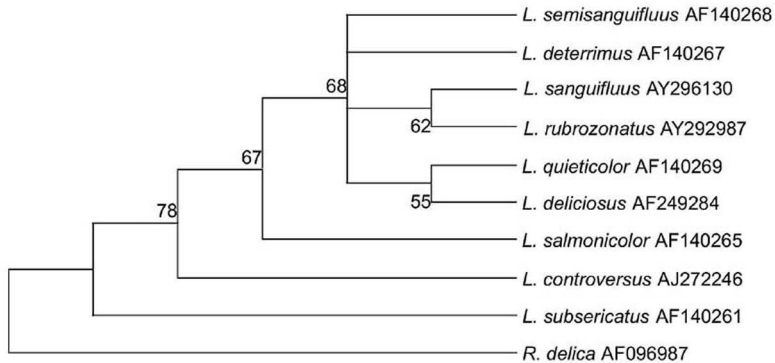 L. semisanguifluus AF140268
L. deterrimus AF140267
L. sanguifluus AY296130
68
62
L. rubrozonatus AY292987
67
L. quieticolor AF140269
55
L. deliciosus AF249284
78
L. salmonicolor AF140265
L. controversus AJ272246
L. subsericatus AF140261
R. delica AF096987